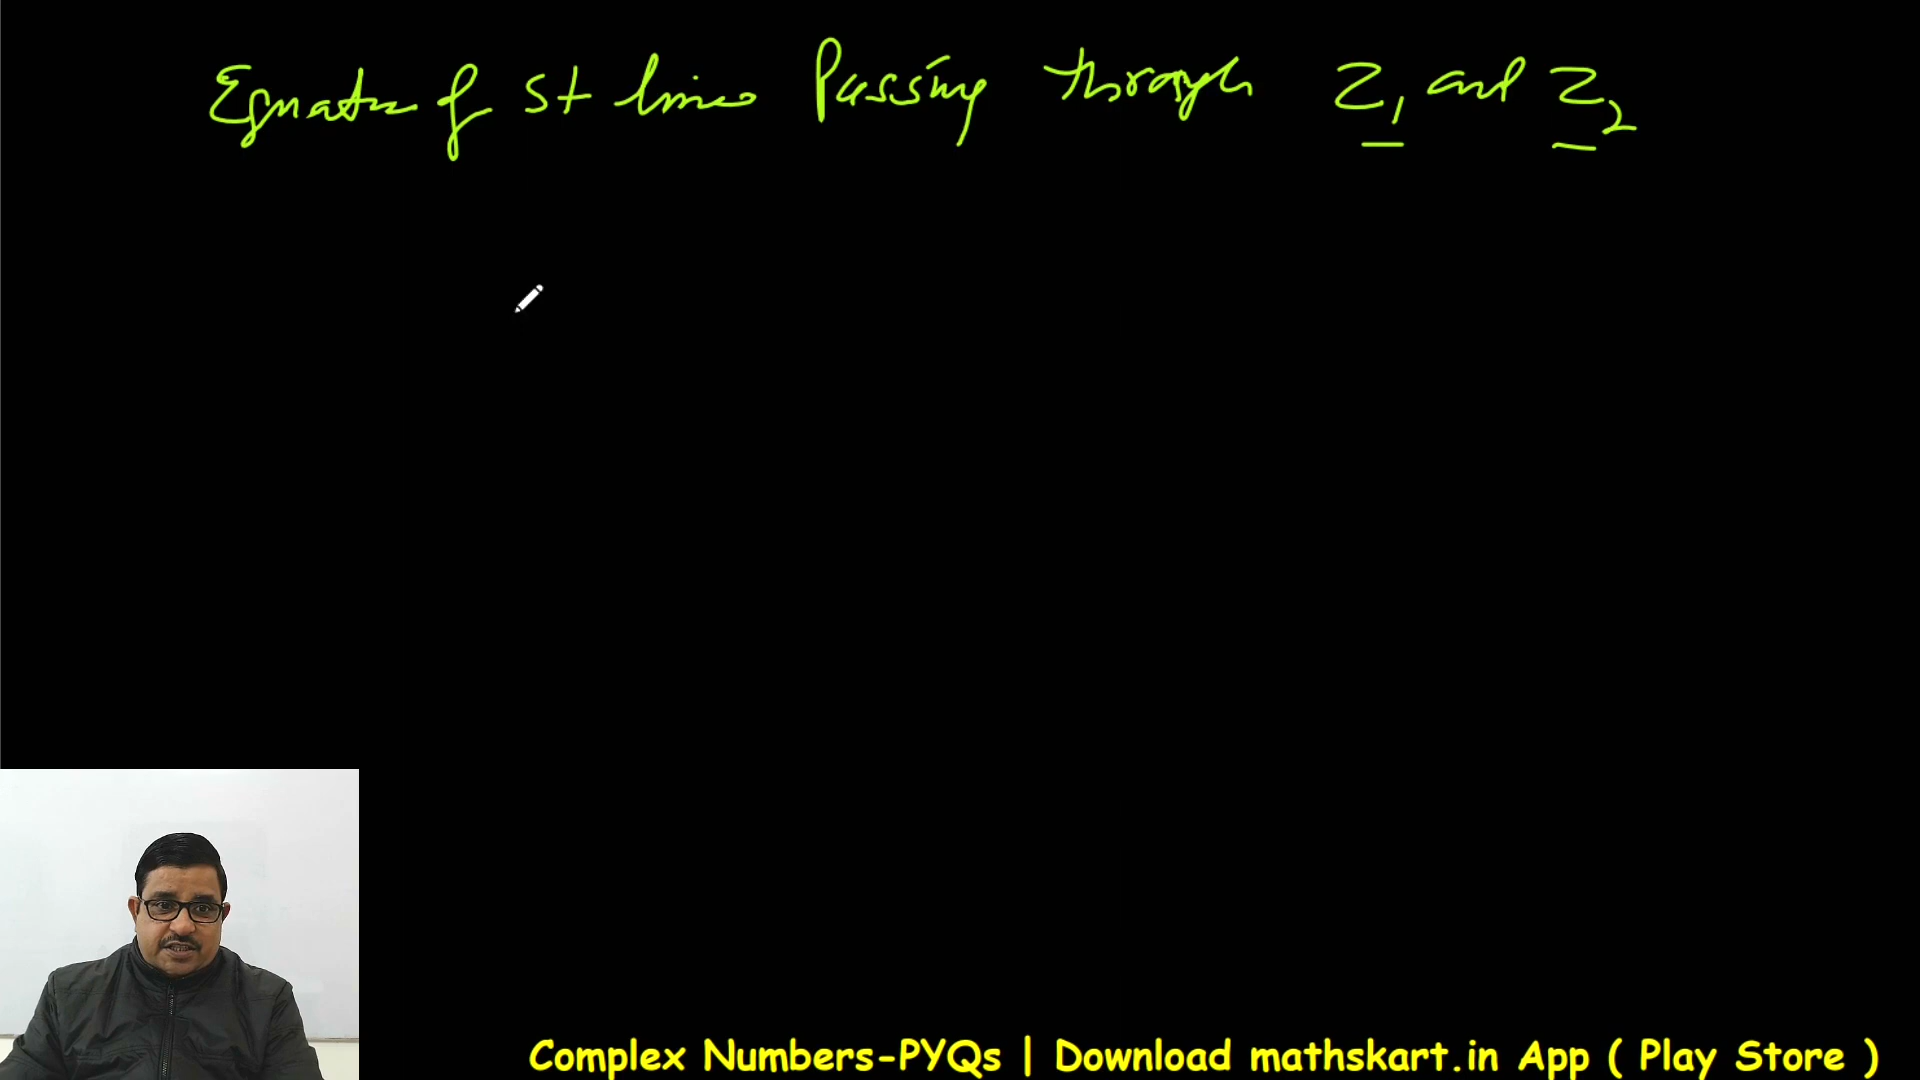 Equation of st line Passing through Z1 and Z2
Complex Numbers-PYQs | Download mathskart.in App ( Play Store )